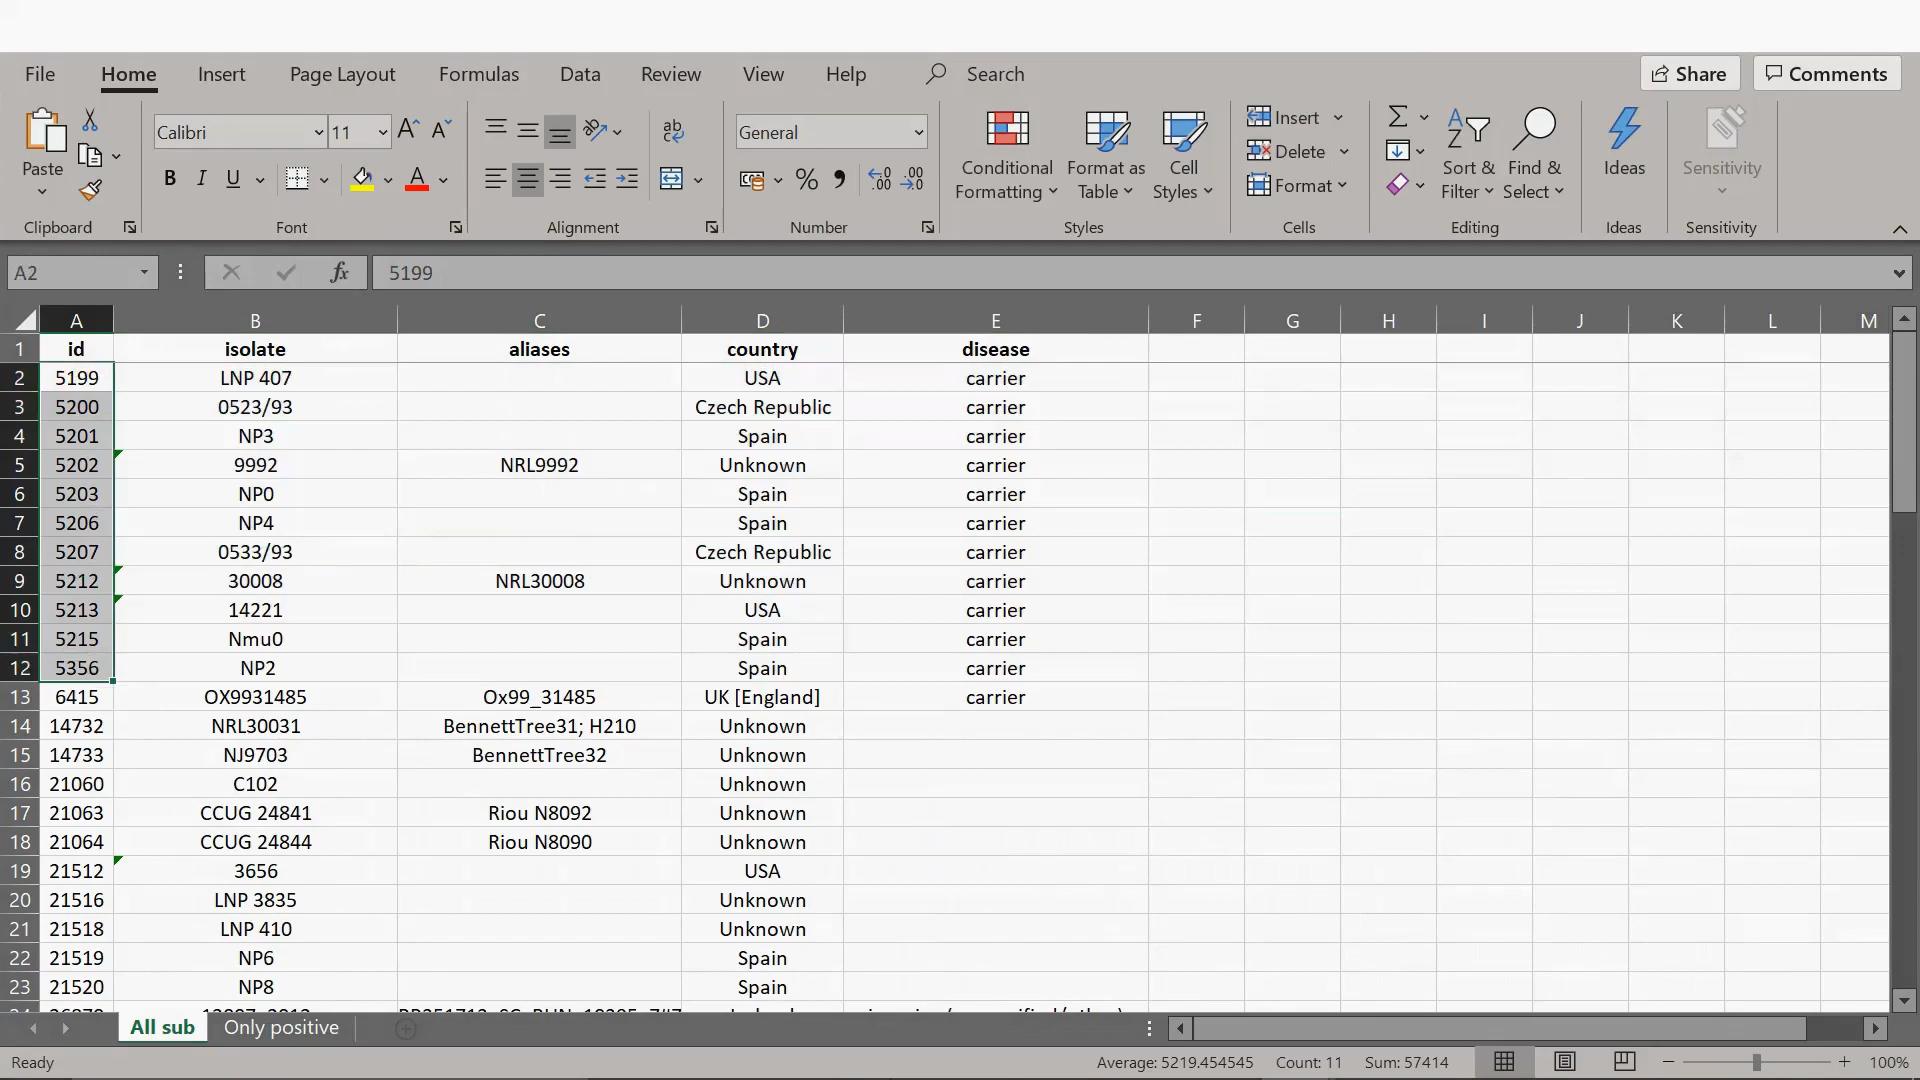 File Home Insert Page Layout Formulas Data Review View Help Search Share Comments
Paste Calibri 11 General Conditional Formatting Format as Table Cell Styles Insert Delete Format Sort & Filter Find & Select Ideas Sensitivity
Clipboard Font Alignment Number Styles Cells Editing Ideas Sensitivity
A2 fx 5199
A B C D E F G H I J K L M
1 id isolate aliases country disease
2 5199 LNP 407 USA carrier
3 5200 0523/93 Czech Republic carrier
4 5201 NP3 Spain carrier
5 5202 9992 NRL9992 Unknown carrier
6 5203 NP0 Spain carrier
7 5206 NP4 Spain carrier
8 5207 0533/93 Czech Republic carrier
9 5212 30008 NRL30008 Unknown carrier
10 5213 14221 USA carrier
11 5215 Nmu0 Spain carrier
12 5356 NP2 Spain carrier
13 6415 OX9931485 Ox99_31485 UK [England] carrier
14 14732 NRL30031 BennettTree31; H210 Unknown
15 14733 NJ9703 BennettTree32 Unknown
16 21060 C102 Unknown
17 21063 CCUG 24841 Riou N8092 Unknown
18 21064 CCUG 24844 Riou N8090 Unknown
19 21512 3656 USA
20 21516 LNP 3835 Unknown
21 21518 LNP 410 Unknown
22 21519 NP6 Spain
23 21520 NP8 Spain
All sub Only positive
Ready Average: 5219.454545 Count: 11 Sum: 57414 100%